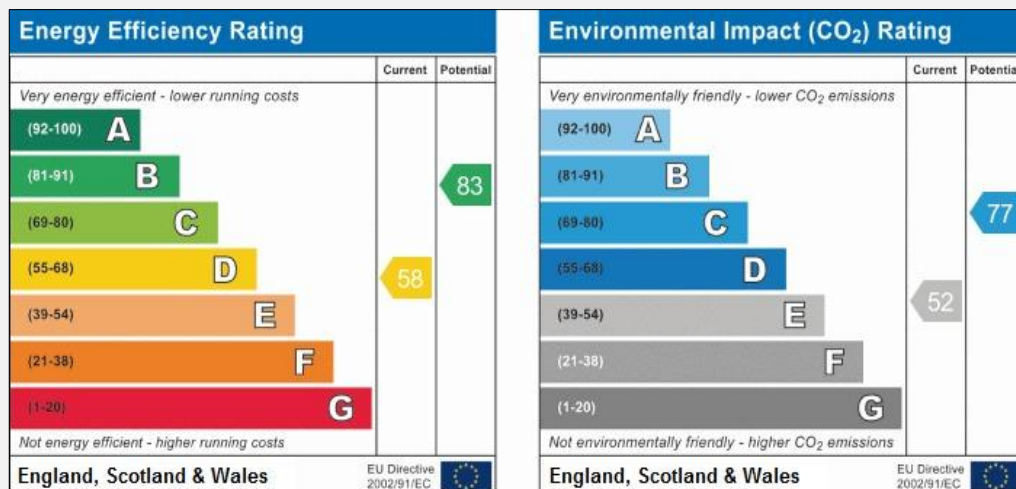 Energy Efficiency Rating
Current Potential
Very energy efficient - lower running costs
(92-100) A
(81-91) B
83
(69-80) C
(55-68) D
58
(39-54) E
(21-38) F
(1-20) G
Not energy efficient - higher running costs
England, Scotland & Wales
EU Directive
2002/91/EC
Environmental Impact (CO₂) Rating
Current Potential
Very environmentally friendly - lower CO₂ emissions
(92-100) A
(81-91) B
(69-80) C
77
(55-68) D
(39-54) E
52
(21-38) F
(1-20) G
Not environmentally friendly - higher CO₂ emissions
England, Scotland & Wales
EU Directive
2002/91/EC